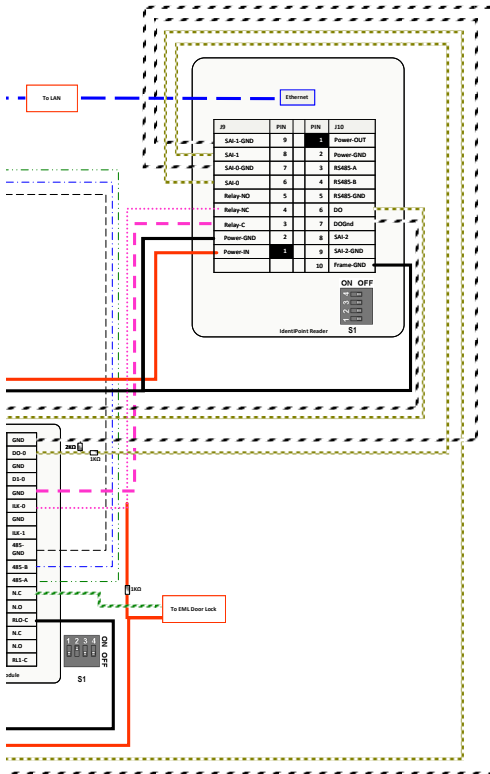 To LAN
Ethernet
J9 PIN PIN J10
SAI-1-GND 9 1 Power-OUT
SAI-1 8 2 Power-GND
SAI-0-GND 7 3 RS485-A
SAI-0 6 4 RS485-B
Relay-NO 5 5 RS485-GND
Relay-NC 4 6 DO
Relay-C 3 7 DOGnd
Power-GND 2 8 SAI-2
Power-IN 1 9 SAI-2-GND
10 Frame-GND
ON OFF
4
3
2
1
S1
IdentiPoint Reader
GND
DO-0
GND
D1-0
GND
ILK-0
GND
ILK-1
485-
GND
485-B
485-A
N.C
N.O
RLO-C
N.C
N.O
RL1-C
2KΩ
1KΩ
1KΩ
To EML Door Lock
1 2 3 4
ON OFF
S1
odule